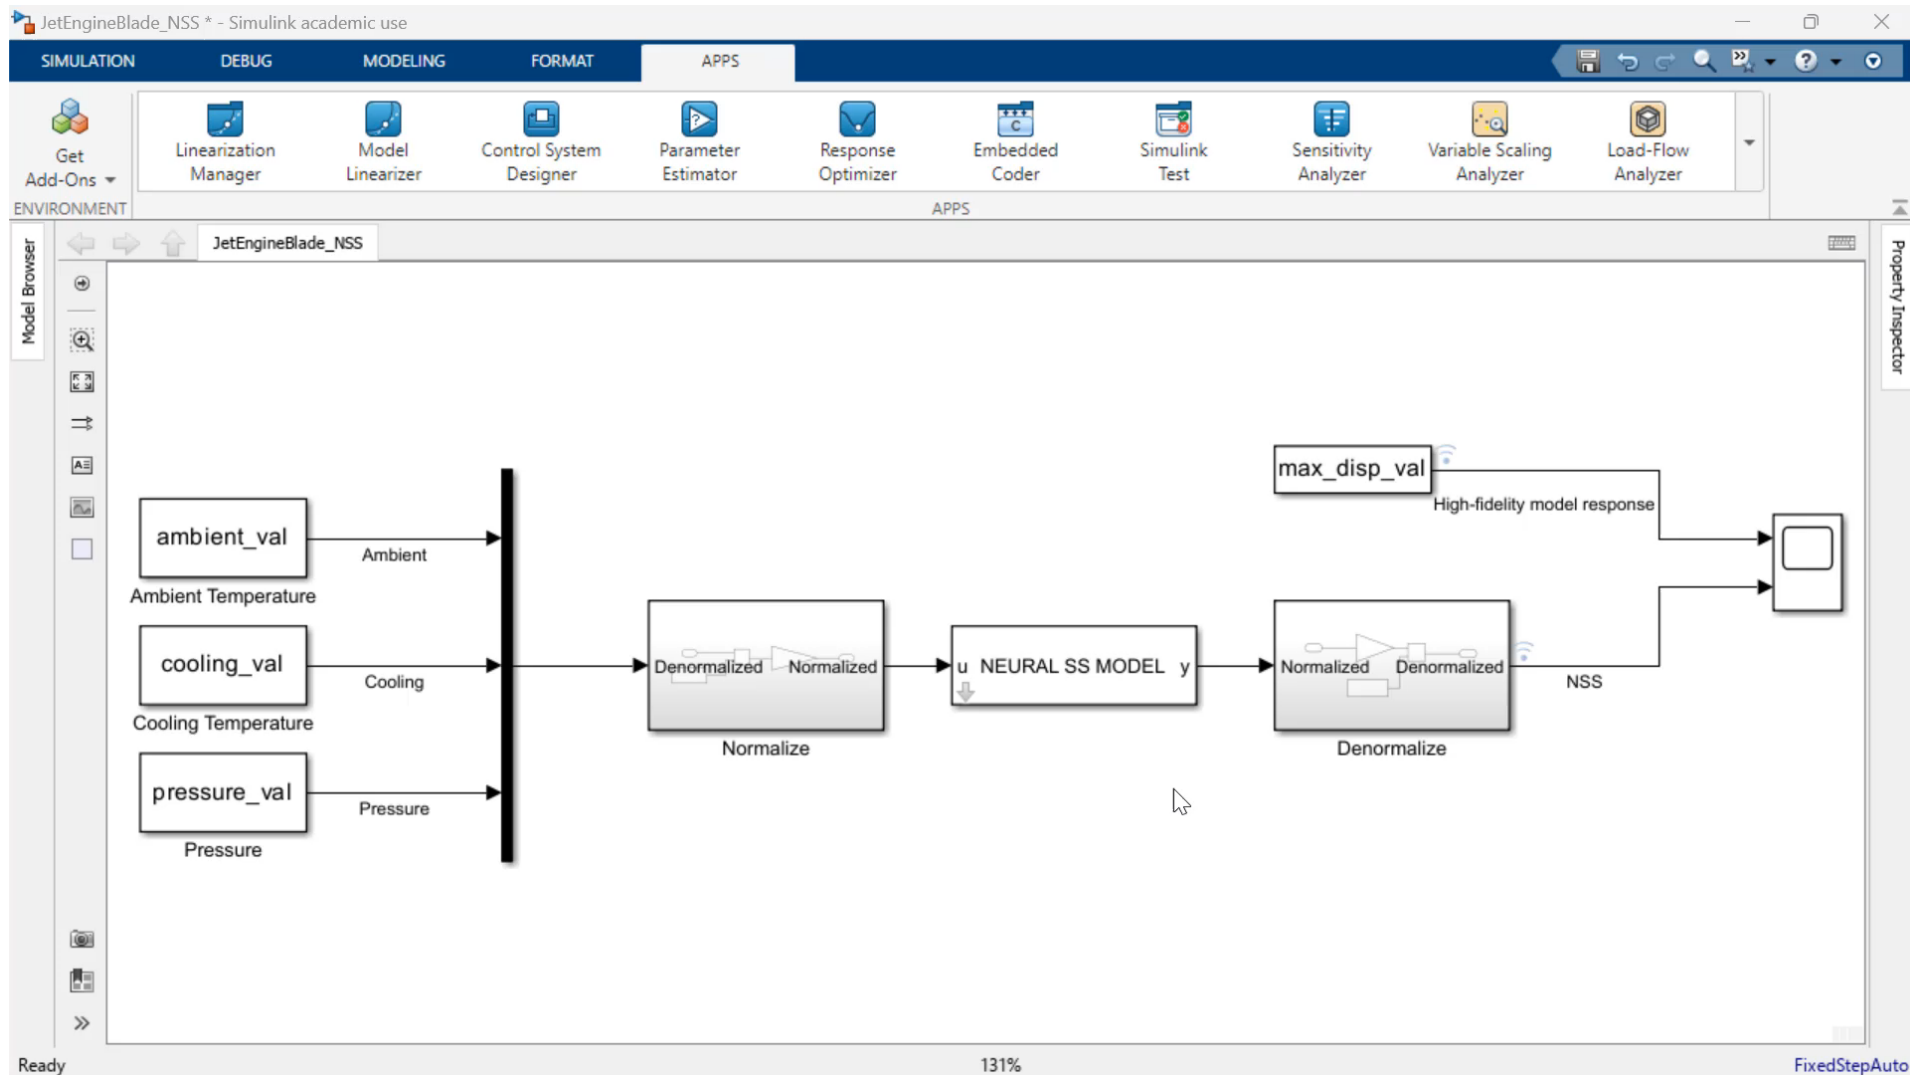 JetEngineBlade_NSS * - Simulink academic use
SIMULATION
DEBUG
MODELING
FORMAT
APPS
Get
Add-Ons
Linearization
Manager
Model
Linearizer
Control System
Designer
Parameter
Estimator
Response
Optimizer
Embedded
Coder
Simulink
Test
Sensitivity
Analyzer
Variable Scaling
Analyzer
Load-Flow
Analyzer
ENVIRONMENT
APPS
Model Browser
JetEngineBlade_NSS
Property Inspector
max_disp_val
High-fidelity model response
ambient_val
Ambient
Ambient Temperature
cooling_val
Cooling
Cooling Temperature
pressure_val
Pressure
Pressure
Denormalized Normalized
Normalize
u NEURAL SS MODEL y
Normalized Denormalized
Denormalize
NSS
Ready
131%
FixedStepAuto